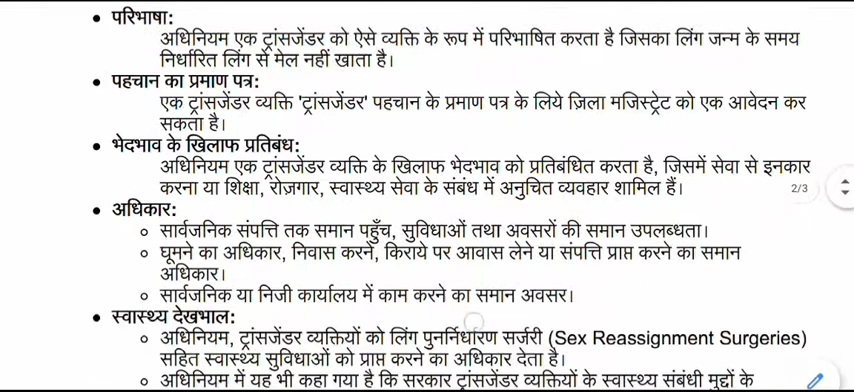 • परिभाषा:
अधिनियम एक ट्रांसजेंडर को ऐसे व्यक्ति के रूप में परिभाषित करता है जिसका लिंग जन्म के समय
निर्धारित लिंग से मेल नहीं खाता है।
• पहचान का प्रमाण पत्र:
एक ट्रांसजेंडर व्यक्ति 'ट्रांसजेंडर' पहचान के प्रमाण पत्र के लिये ज़िला मजिस्ट्रेट को एक आवेदन कर
सकता है।
• भेदभाव के खिलाफ प्रतिबंध:
अधिनियम एक ट्रांसजेंडर व्यक्ति के खिलाफ भेदभाव को प्रतिबंधित करता है, जिसमें सेवा से इनकार
करना या शिक्षा, रोज़गार, स्वास्थ्य सेवा के संबंध में अनुचित व्यवहार शामिल हैं।
2/3
• अधिकार:
० सार्वजनिक संपत्ति तक समान पहुँच, सुविधाओं तथा अवसरों की समान उपलब्धता।
० घूमने का अधिकार, निवास करने, किराये पर आवास लेने या संपत्ति प्राप्त करने का समान
अधिकार।
० सार्वजनिक या निजी कार्यालय में काम करने का समान अवसर।
• स्वास्थ्य देखभाल:
० अधिनियम, ट्रांसजेंडर व्यक्तियों को लिंग पुनर्निर्धारण सर्जरी (Sex Reassignment Surgeries)
सहित स्वास्थ्य सुविधाओं को प्राप्त करने का अधिकार देता है।
० अधिनियम में यह भी कहा गया है कि सरकार ट्रांसजेंडर व्यक्तियों के स्वास्थ्य संबंधी मुद्दों के